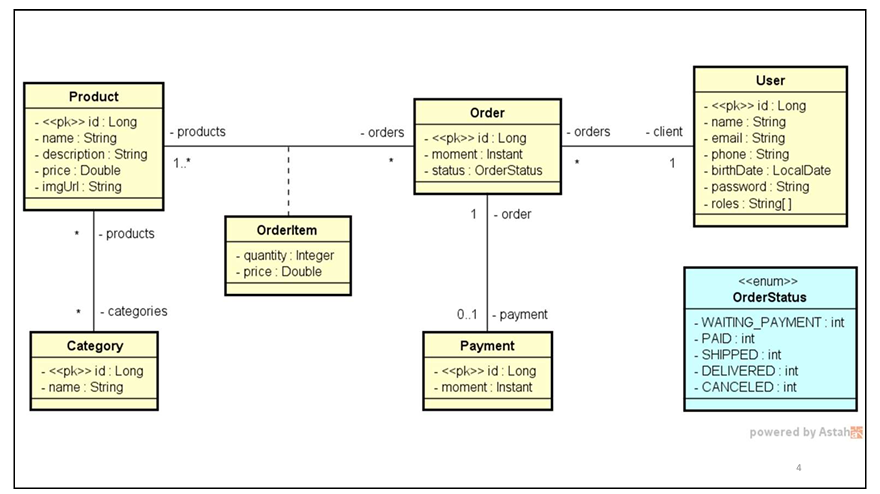 Product
- <<pk>> id : Long
- name : String
- description : String
- price : Double
- imgUrl : String
- products
1..*
- orders
*
Order
- <<pk>> id : Long
- moment : Instant
- status : OrderStatus
- orders
*
- client
1
User
- <<pk>> id : Long
- name : String
- email : String
- phone : String
- birthDate : LocalDate
- password : String
- roles : String[ ]
OrderItem
- quantity : Integer
- price : Double
* - products
* - categories
1 - order
0..1 - payment
Category
- <<pk>> id : Long
- name : String
Payment
- <<pk>> id : Long
- moment : Instant
<<enum>>
OrderStatus
- WAITING_PAYMENT : int
- PAID : int
- SHIPPED : int
- DELIVERED : int
- CANCELED : int
powered by Astah
4